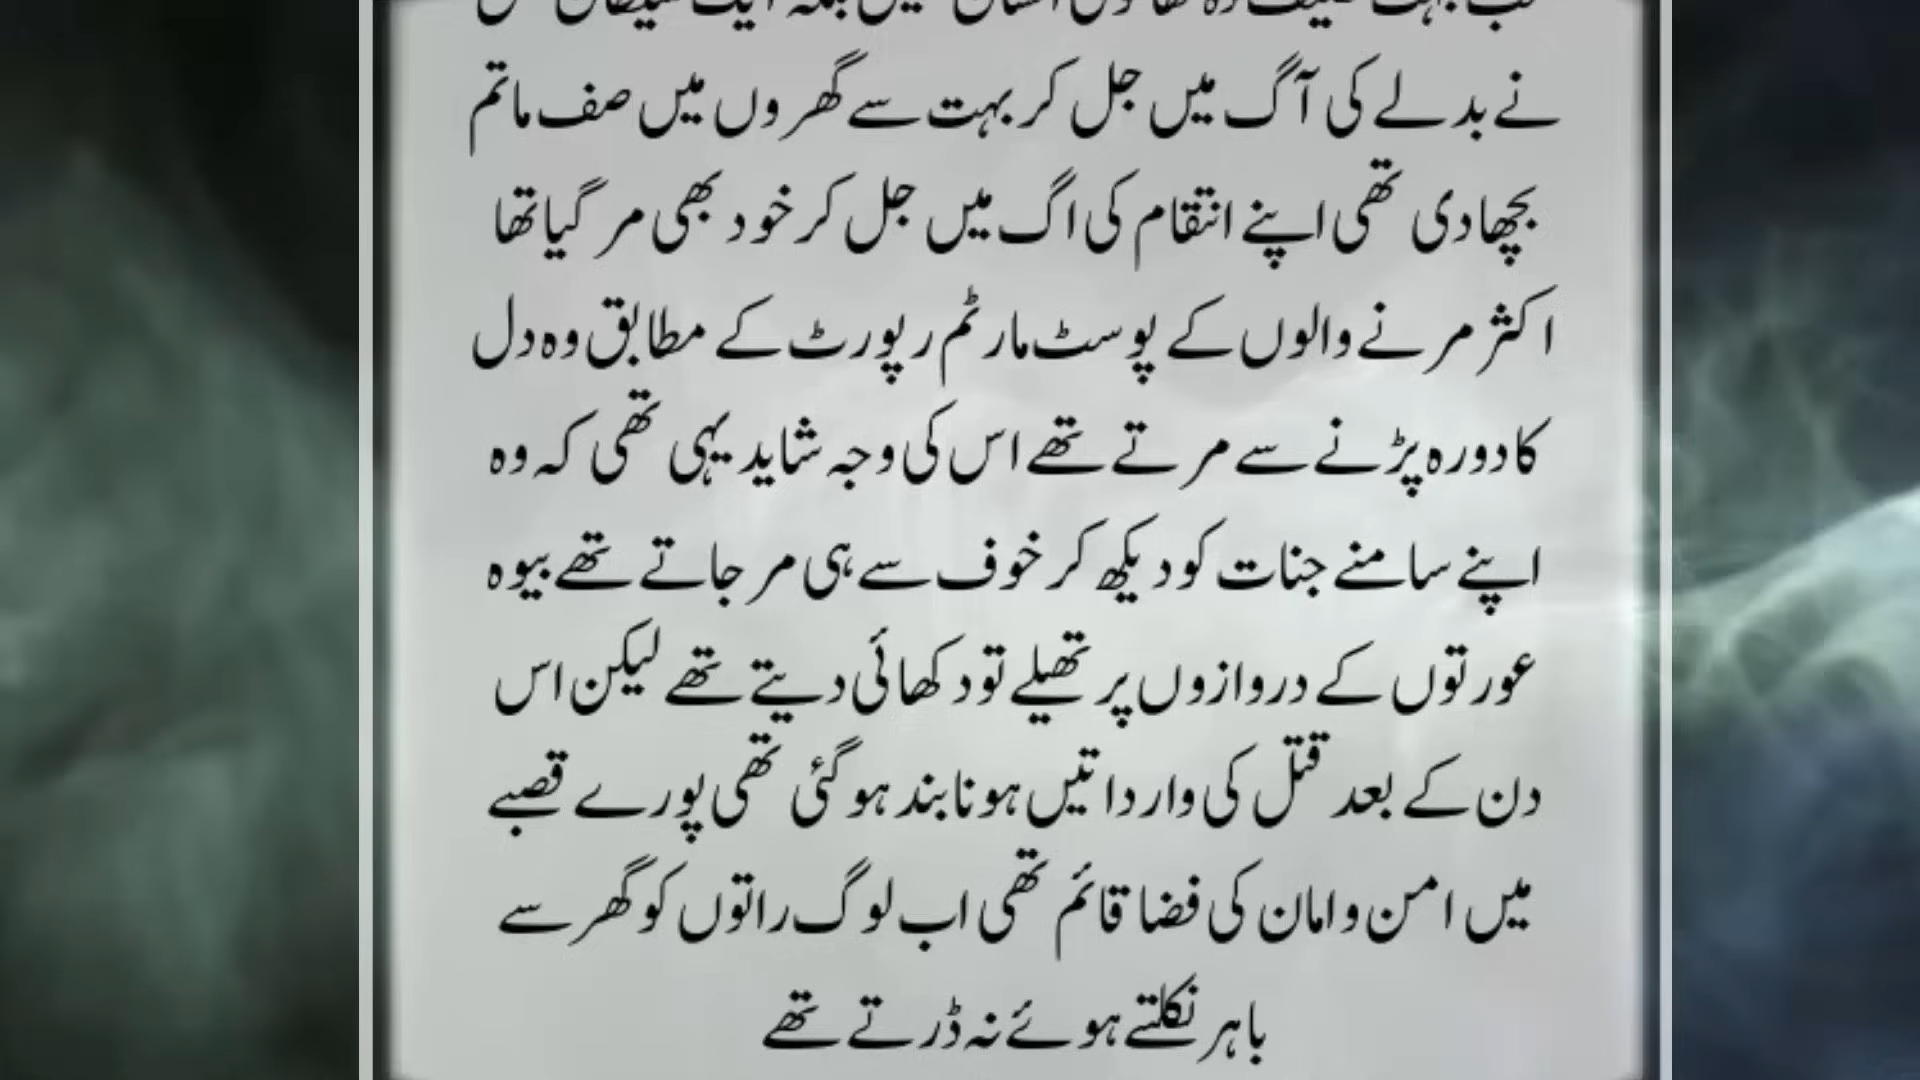 نے بدلے کی آگ میں جل کر بہت سے گھروں میں صف ماتم
بچھا دی تھی اپنے انتقام کی اگ میں جل کر خود بھی مر گیا تھا
اکثر مرنے والوں کے پوسٹ مارٹم رپورٹ کے مطابق وہ دل
کا دورہ پڑنے سے مرتے تھے اس کی وجہ شاید یہی تھی کہ وہ
اپنے سامنے جنات کو دیکھ کر خوف سے ہی مر جاتے تھے بیوہ
عورتوں کے دروازوں پر تھیلے تو دکھائی دیتے تھے لیکن اس
دن کے بعد قتل کی وارداتیں ہونا بند ہو گئی تھی پورے قصبے
میں امن و امان کی فضا قائم تھی اب لوگ راتوں کو گھر سے
باہر نکلتے ہوئے نہ ڈرتے تھے